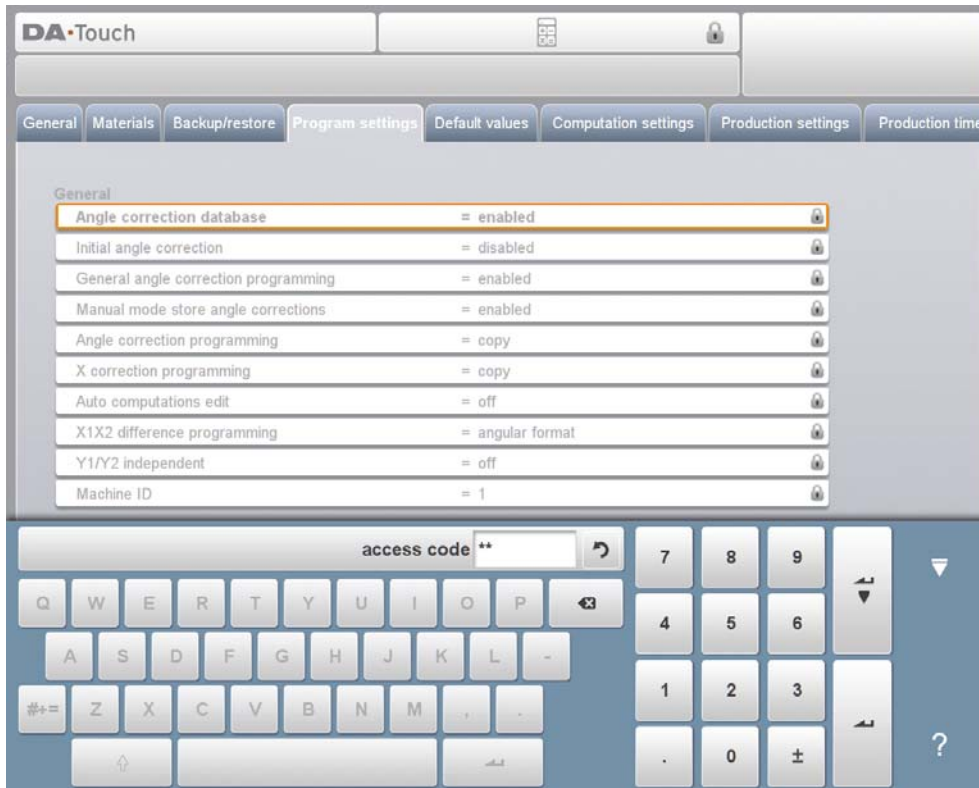 DA·Touch
General Materials Backup/restore Program settings Default values Computation settings Production settings Production time
General
Angle correction database = enabled
Initial angle correction = disabled
General angle correction programming = enabled
Manual mode store angle corrections = enabled
Angle correction programming = copy
X correction programming = copy
Auto computations edit = off
X1X2 difference programming = angular format
Y1/Y2 independent = off
Machine ID = 1
access code **
7 8 9
Q W E R T Y U I O P
4 5 6
A S D F G H J K L -
1 2 3
#+= Z X C V B N M , .
. 0 ±
?